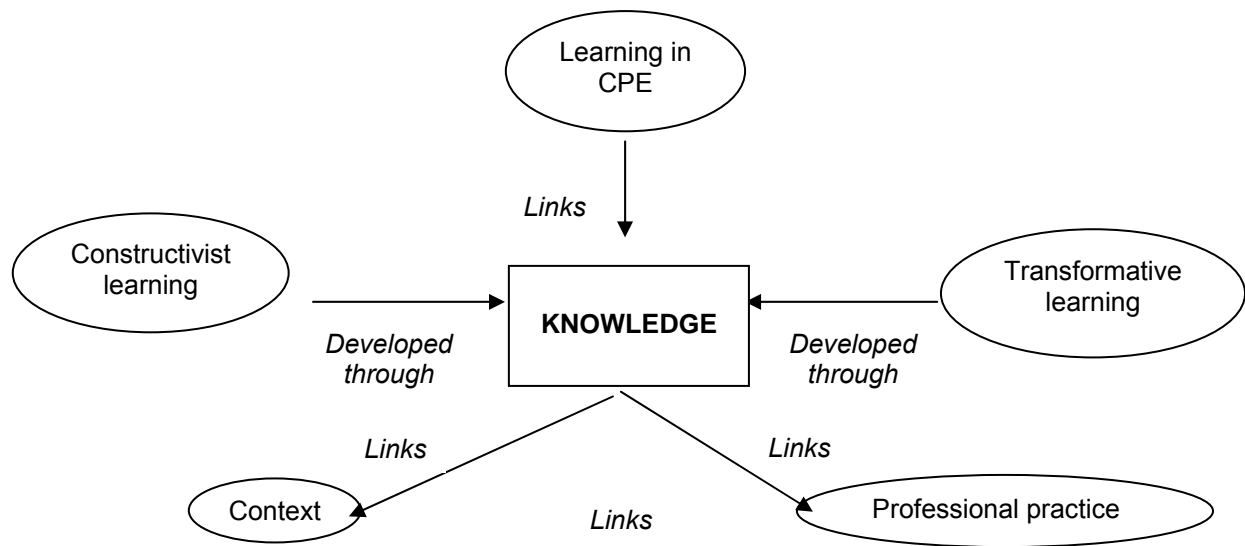 Learning in
CPE
Links
Constructivist
learning
Transformative
learning
KNOWLEDGE
Developed
through
Developed
through
Links
Links
Context
Links
Professional practice